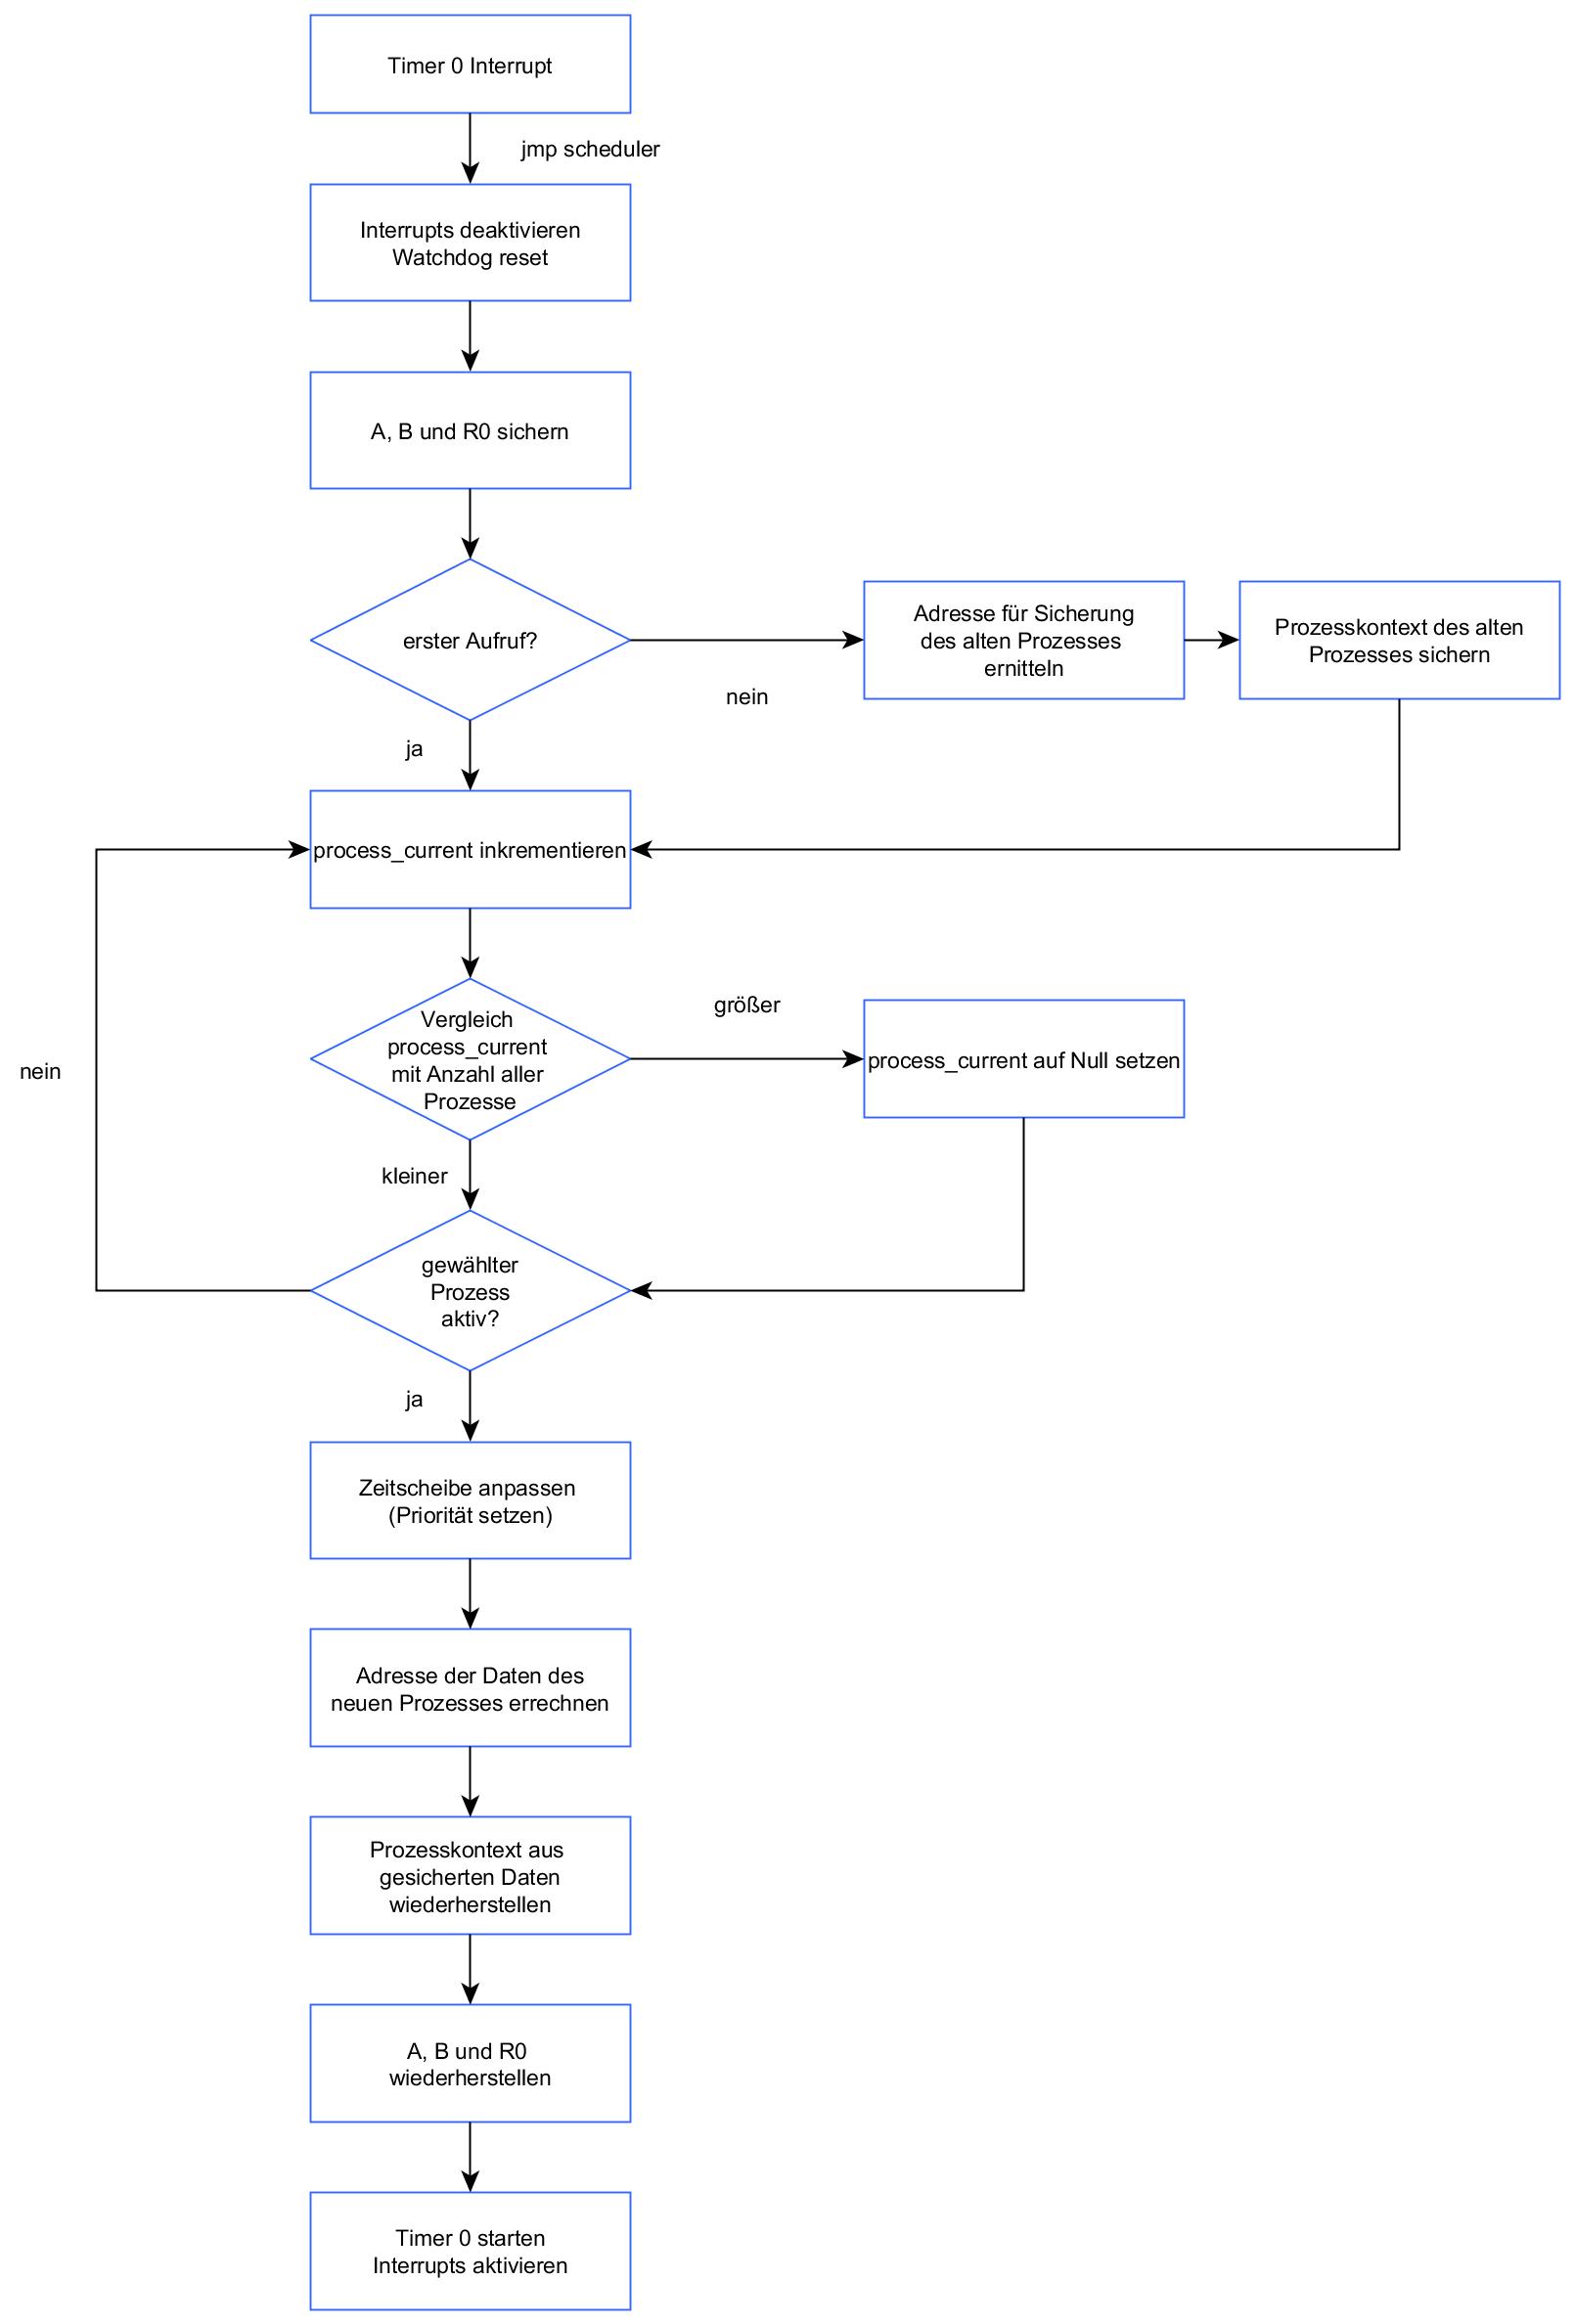 Timer 0 Interrupt
jmp scheduler
Interrupts deaktivieren
Watchdog reset
A, B und R0 sichern
erster Aufruf?
nein
Adresse für Sicherung
des alten Prozesses
ernitteln
Prozesskontext des alten
Prozesses sichern
ja
process_current inkrementieren
Vergleich
process_current
mit Anzahl aller
Prozesse
größer
process_current auf Null setzen
nein
kleiner
gewählter
Prozess
aktiv?
ja
Zeitscheibe anpassen
(Priorität setzen)
Adresse der Daten des
neuen Prozesses errechnen
Prozesskontext aus
gesicherten Daten
wiederherstellen
A, B und R0
wiederherstellen
Timer 0 starten
Interrupts aktivieren